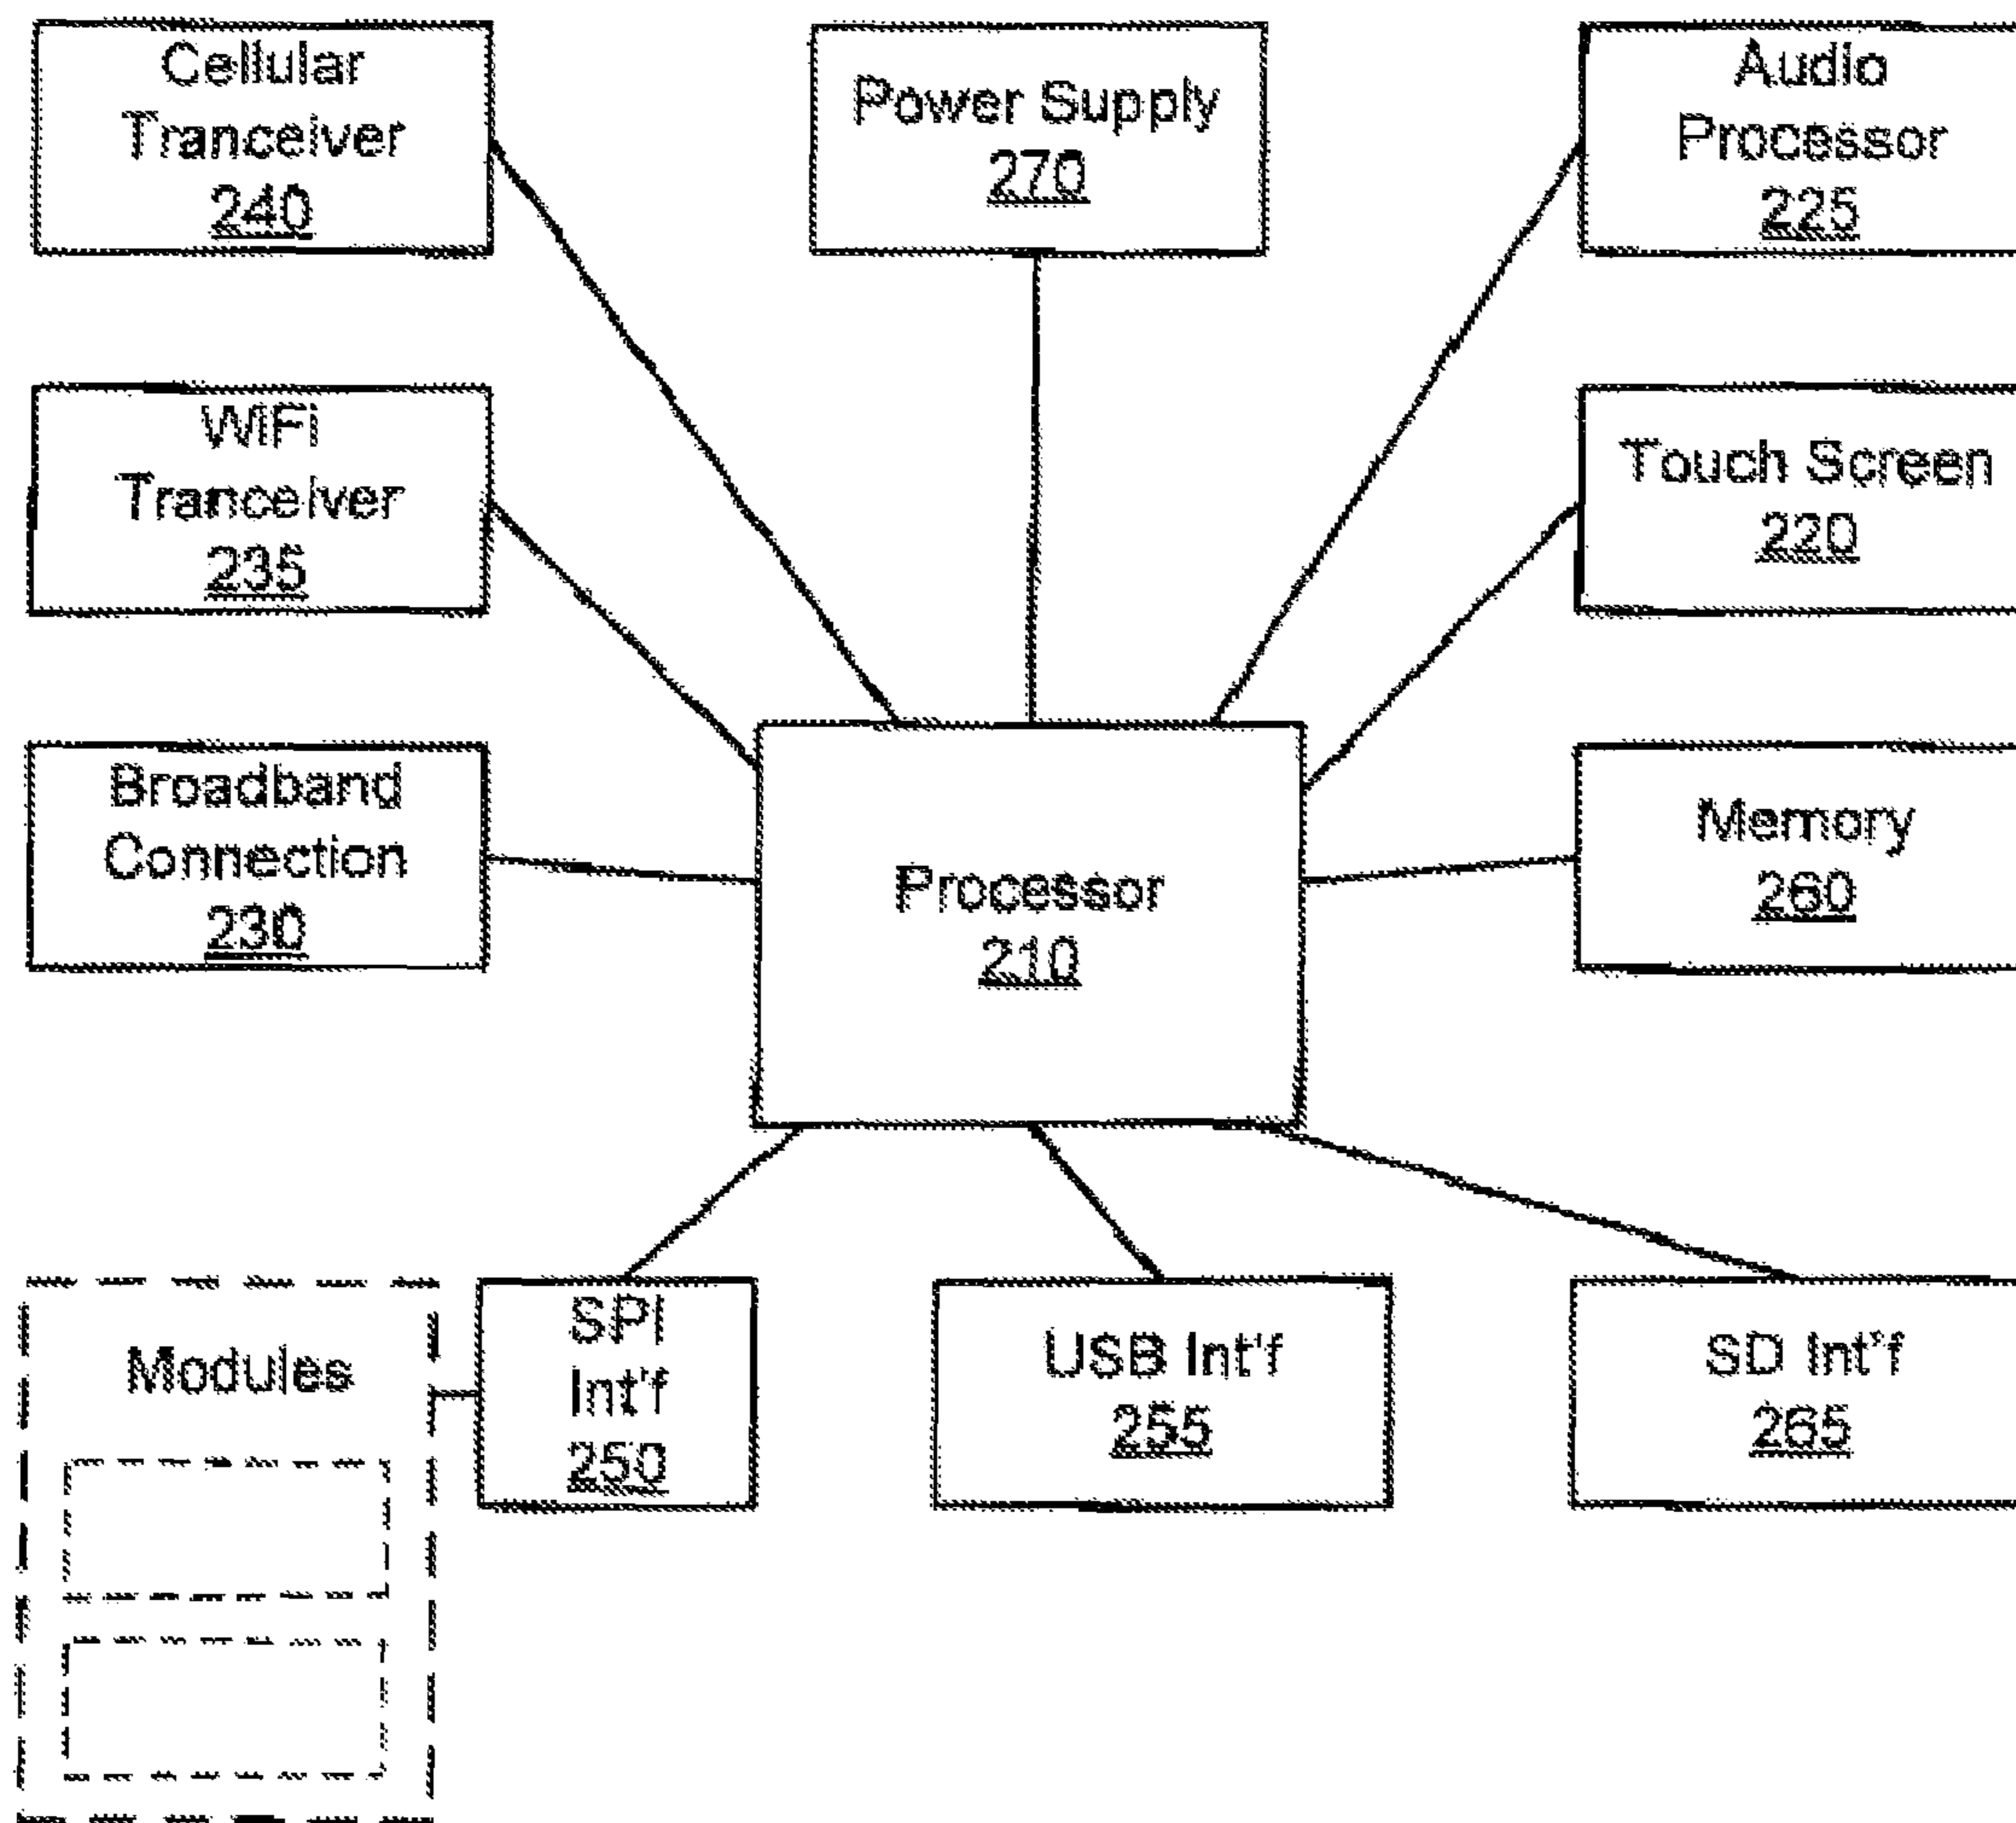 Cellular
Tranceiver
240
Power Supply
270
Audio
Processor
225
WiFi
Tranceiver
235
Touch Screen
220
Broadband
Connection
230
Processor
210
Memory
260
Modules
SPI
Int'f
250
USB Int'f
255
SD Int'f
265